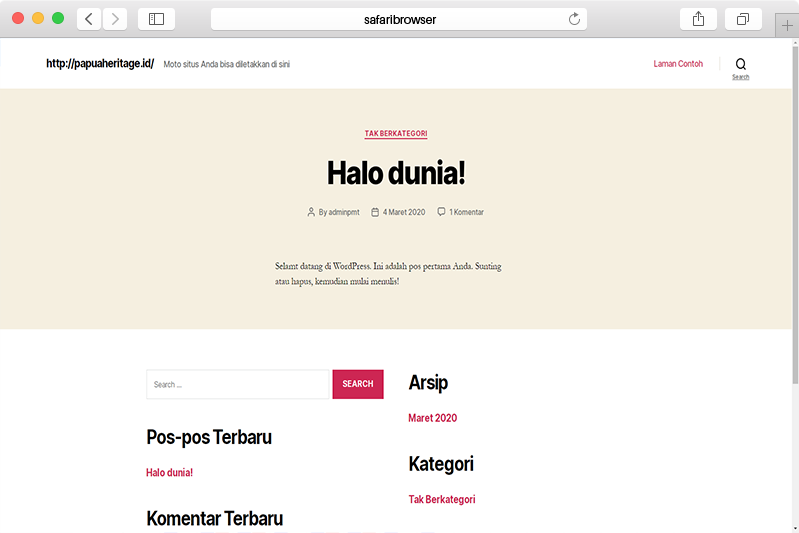 safaribrowser
http://papuaheritage.id/ Moto situs Anda bisa diletakkan di sini Laman Contoh
Search
TAK BERKATEGORI
Halo dunia!
By adminpmt 4 Maret 2020 1 Komentar
Selamt datang di WordPress. Ini adalah pos pertama Anda. Sunting
atau hapus, kemudian mulai menulis!
Search ... SEARCH
Pos-pos Terbaru
Halo dunia!
Komentar Terbaru
Arsip
Maret 2020
Kategori
Tak Berkategori